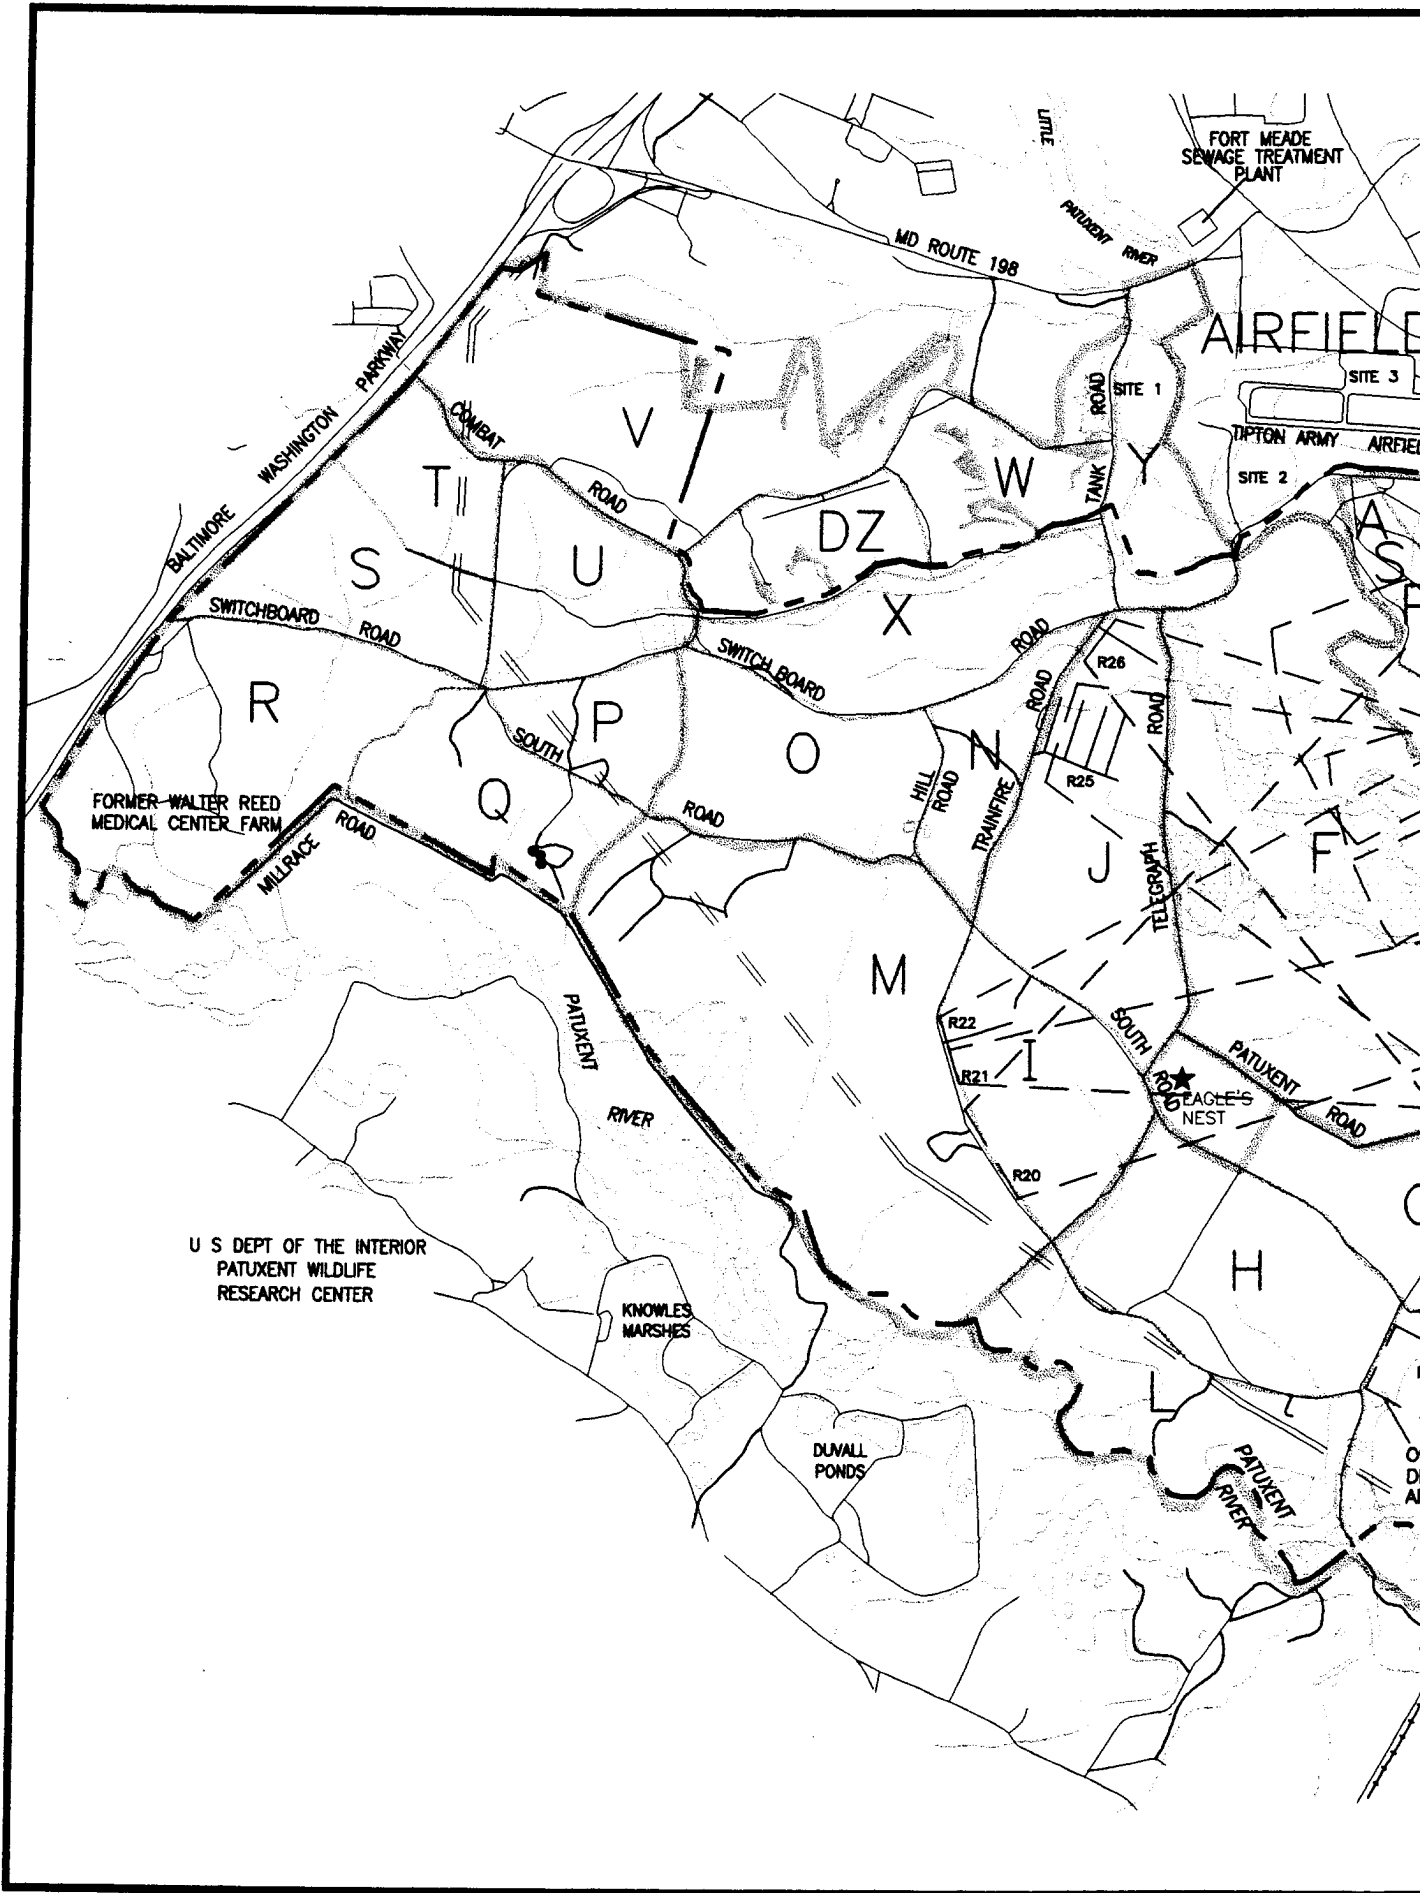 LITTLE
PATUXENT RIVER
FORT MEADE
SEWAGE TREATMENT
PLANT
MD ROUTE 198
AIRFIELD
SITE 3
SITE 1
TANK ROAD
TIPTON ARMY AIRFIEL
SITE 2
BALTIMORE WASHINGTON PARKWAY
COMBAT ROAD
V
T
W
Y
DZ
A
S
P
S
U
X
SWITCHBOARD ROAD
SWITCH BOARD ROAD
R26
R
P
O
N
SOUTH ROAD
HILL
ROAD
TRAINFIRE ROAD
R25
TELEGRAPH ROAD
Q
FORMER WALTER REED
MEDICAL CENTER FARM
MILLRACE ROAD
J
F
M
PATUXENT
RIVER
R22
R21
I
SOUTH ROAD
PATUXENT ROAD
EAGLE'S
NEST
R20
H
U S DEPT OF THE INTERIOR
PATUXENT WILDLIFE
RESEARCH CENTER
KNOWLES
MARSHES
L
DUVALL
PONDS
PATUXENT
RIVER